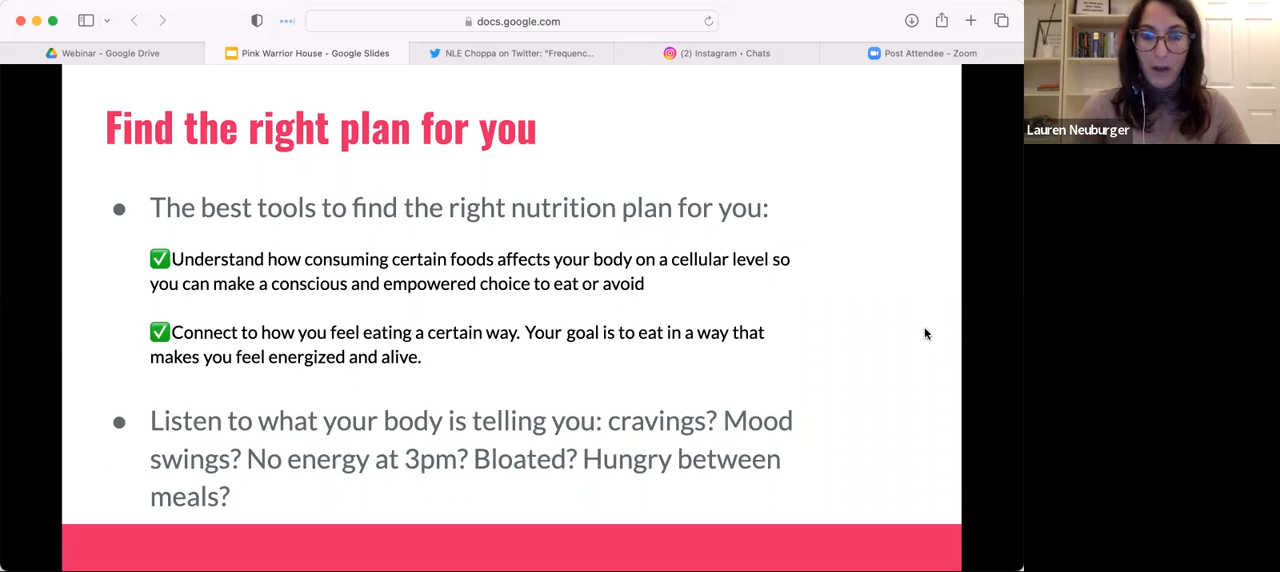 docs.google.com
Webinar - Google Drive
Pink Warrior House - Google Slides
NLE Choppa on Twitter: "Frequenc...
(2) Instagram • Chats
Post Attendee - Zoom
Lauren Neuburger
Find the right plan for you
● The best tools to find the right nutrition plan for you:
✅Understand how consuming certain foods affects your body on a cellular level so
you can make a conscious and empowered choice to eat or avoid
✅Connect to how you feel eating a certain way. Your goal is to eat in a way that
makes you feel energized and alive.
● Listen to what your body is telling you: cravings? Mood
swings? No energy at 3pm? Bloated? Hungry between
meals?